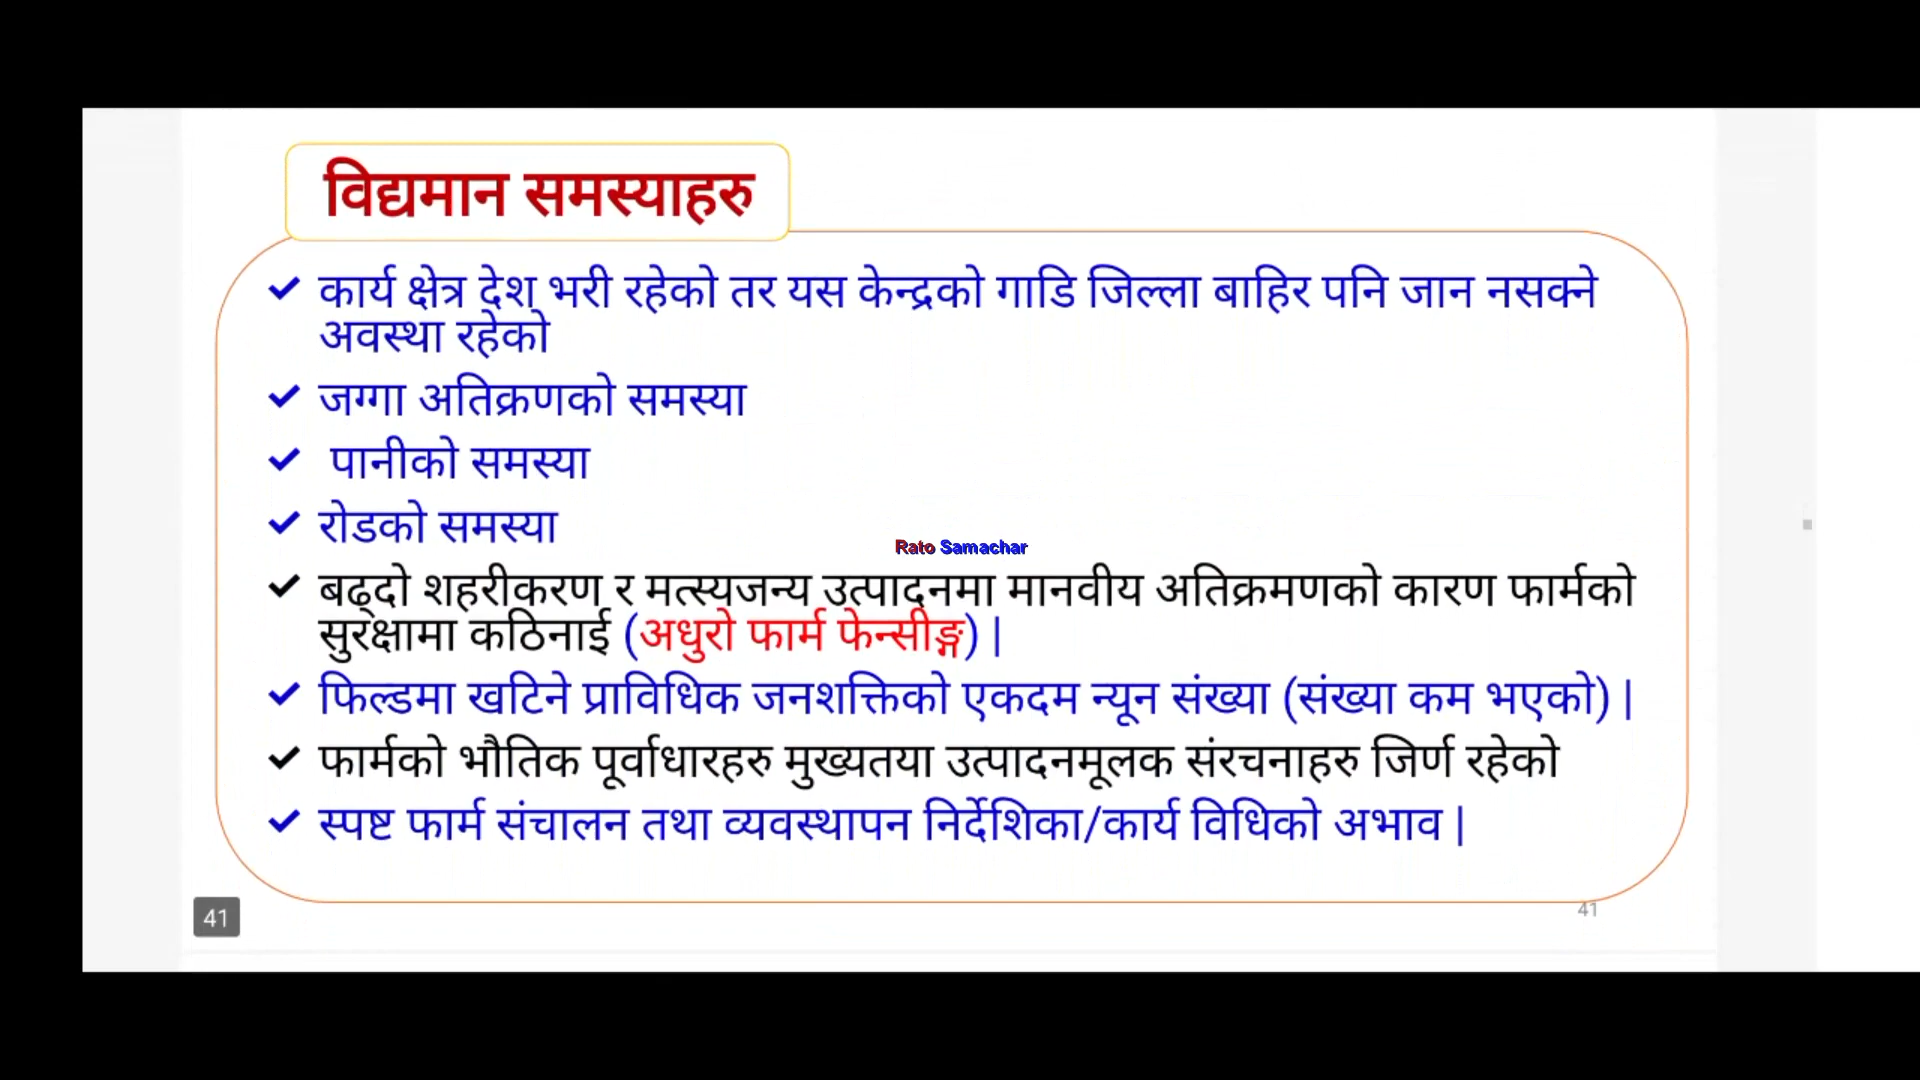 विद्यमान समस्याहरु
✔ कार्य क्षेत्र देश भरी रहेको तर यस केन्द्रको गाडि जिल्ला बाहिर पनि जान नसक्ने
अवस्था रहेको
✔ जग्गा अतिक्रणको समस्या
✔ पानीको समस्या
✔ रोडको समस्या
Rato Samachar
✔ बढ्दो शहरीकरण र मत्स्यजन्य उत्पादनमा मानवीय अतिक्रमणको कारण फार्मको
सुरक्षामा कठिनाई (अधुरो फार्म फेन्सीङ्ग) |
✔ फिल्डमा खटिने प्राविधिक जनशक्तिको एकदम न्यून संख्या (संख्या कम भएको) |
✔ फार्मको भौतिक पूर्वाधारहरु मुख्यतया उत्पादनमूलक संरचनाहरु जिर्ण रहेको
✔ स्पष्ट फार्म संचालन तथा व्यवस्थापन निर्देशिका/कार्य विधिको अभाव |
41
41